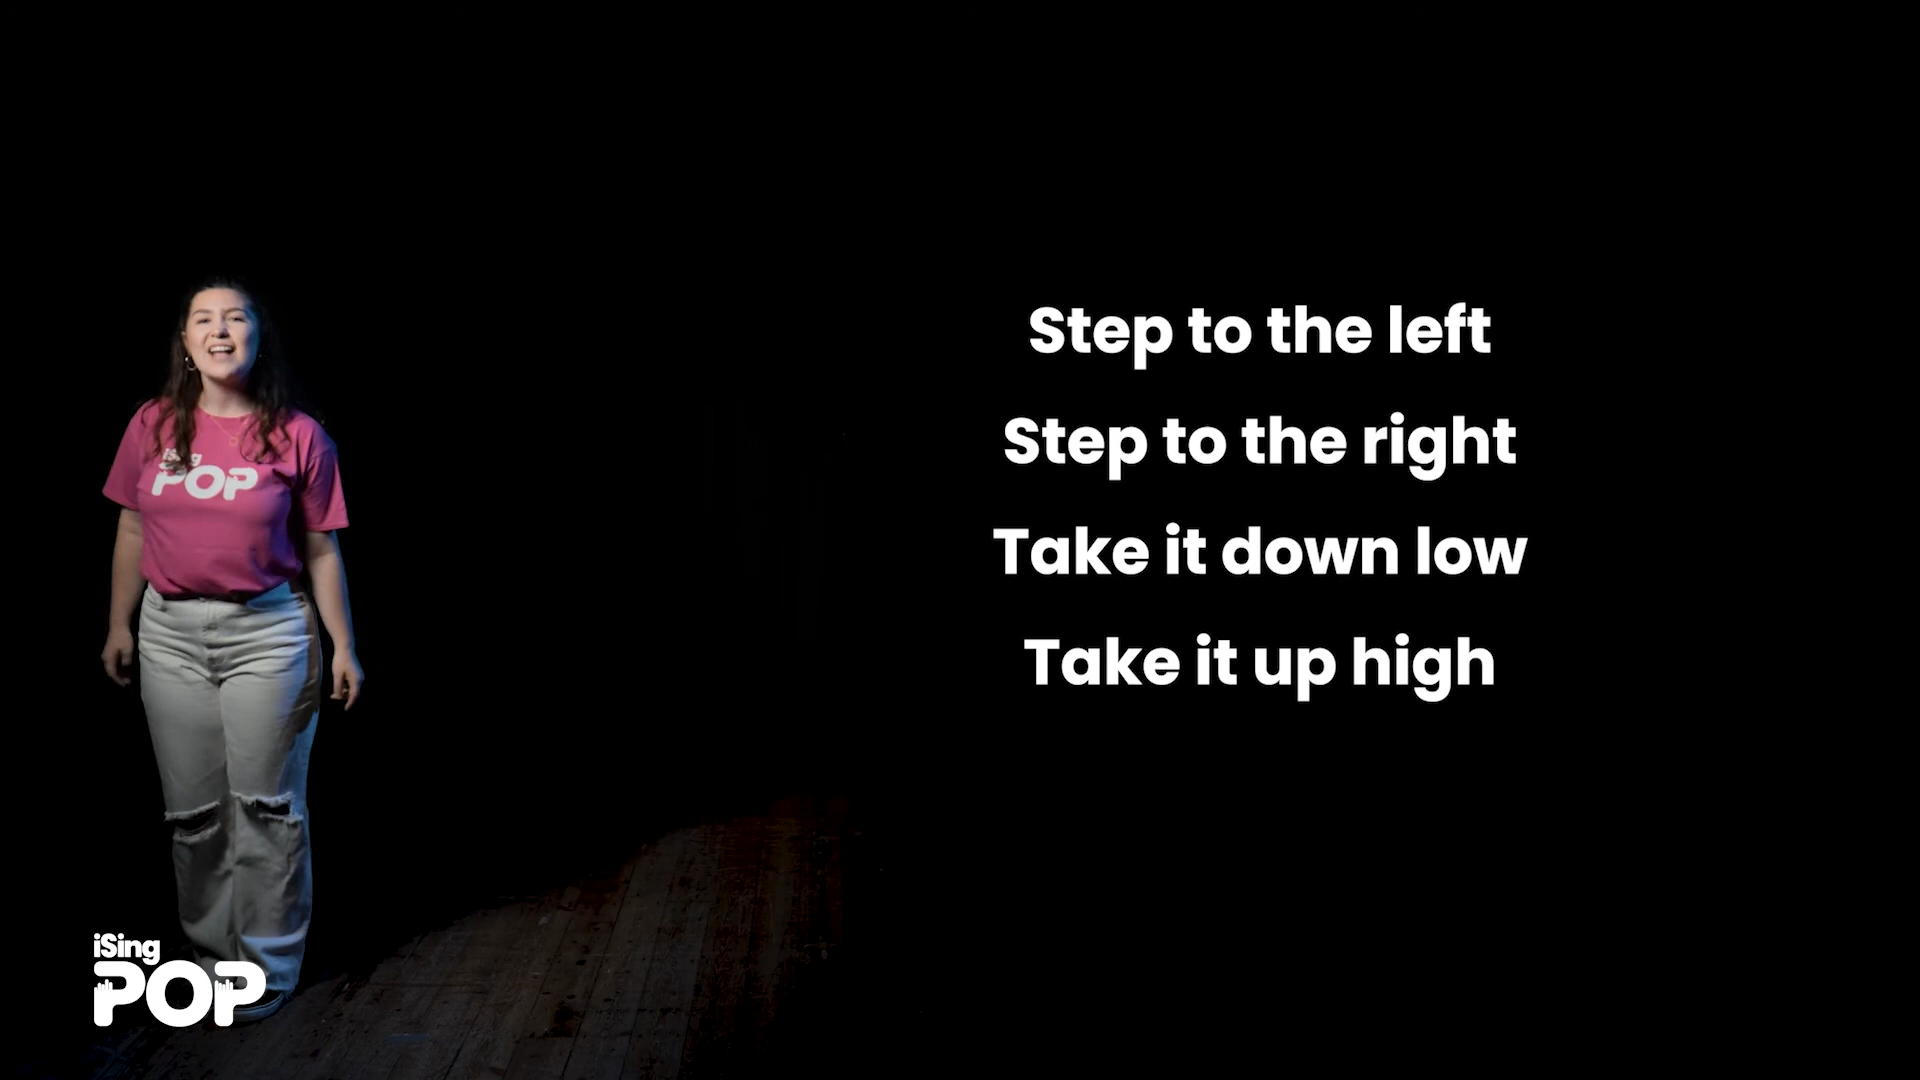 Step to the left
Step to the right
Take it down low
Take it up high
iSing
POP
iSing
POP